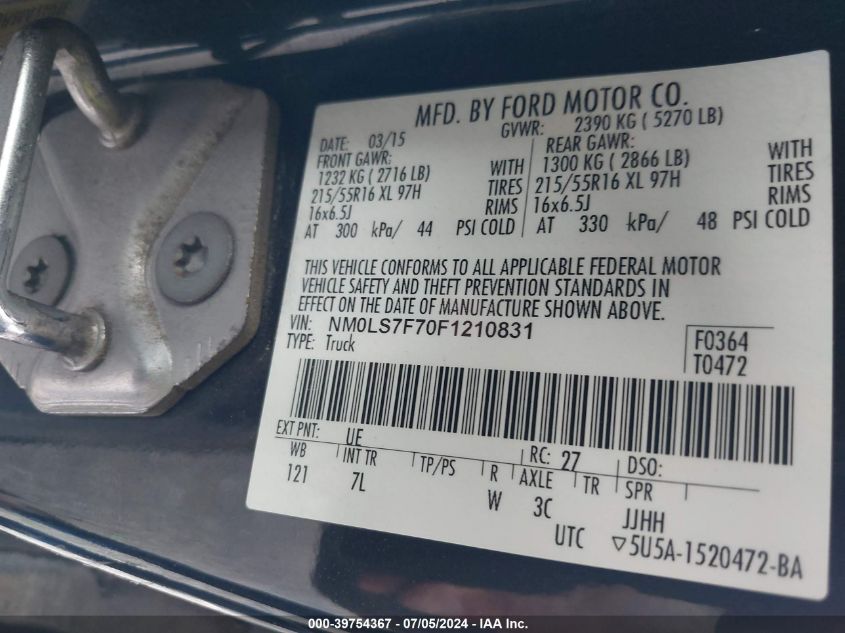 MFD. BY FORD MOTOR CO.
DATE: 03/15 GVWR: 2390 KG ( 5270 LB)
FRONT GAWR: REAR GAWR:
1232 KG ( 2716 LB) WITH 1300 KG ( 2866 LB) WITH
215/55R16 XL 97H TIRES 215/55R16 XL 97H TIRES
16x6.5J RIMS 16x6.5J RIMS
AT 300 kPa/ 44 PSI COLD AT 330 kPa/ 48 PSI COLD
THIS VEHICLE CONFORMS TO ALL APPLICABLE FEDERAL MOTOR
VEHICLE SAFETY AND THEFT PREVENTION STANDARDS IN
EFFECT ON THE DATE OF MANUFACTURE SHOWN ABOVE.
VIN: NM0LS7F70F1210831
TYPE: Truck
F0364
T0472
EXT PNT: UE RC: 27 DSO:
WB INT TR TP/PS R AXLE TR SPR
121 7L W 3C JJHH
UTC ▽5U5A-1520472-BA
000-39754367 - 07/05/2024 - IAA Inc.